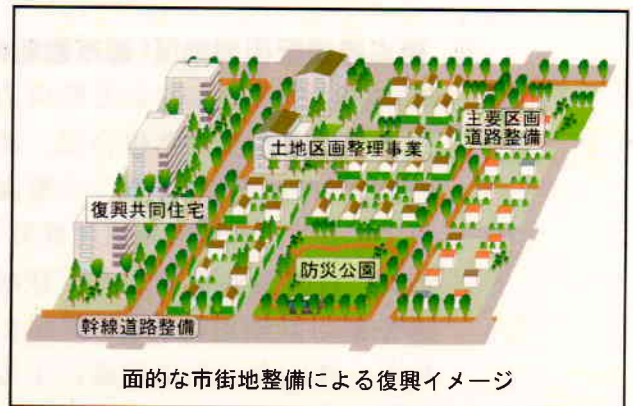 主要区画
道路整備
土地区画整理事業
復興共同住宅
防災公園
幹線道路整備
面的な市街地整備による復興イメージ